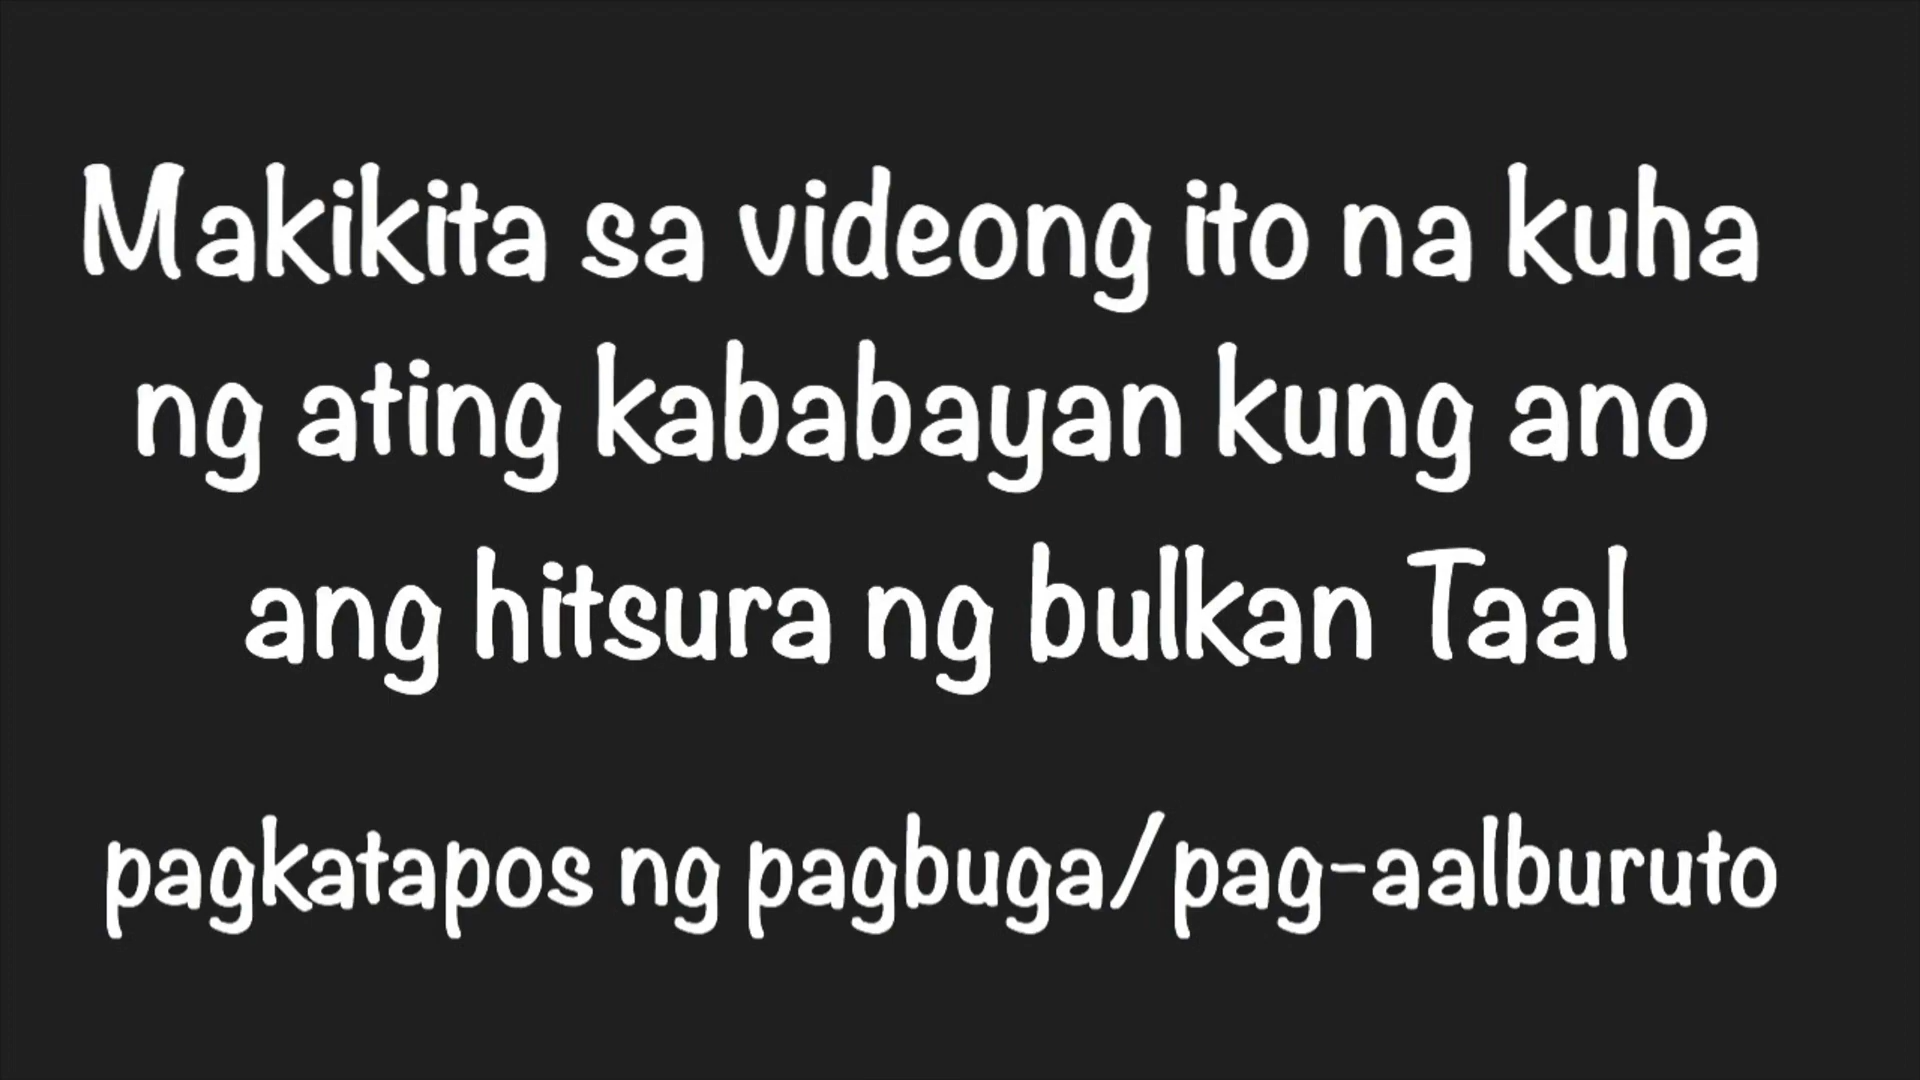 Makikita sa videong ito na kuha
ng ating kababayan kung ano
ang hitsura ng bulkan Taal
pagkatapos ng pagbuga/pag-aalburuto